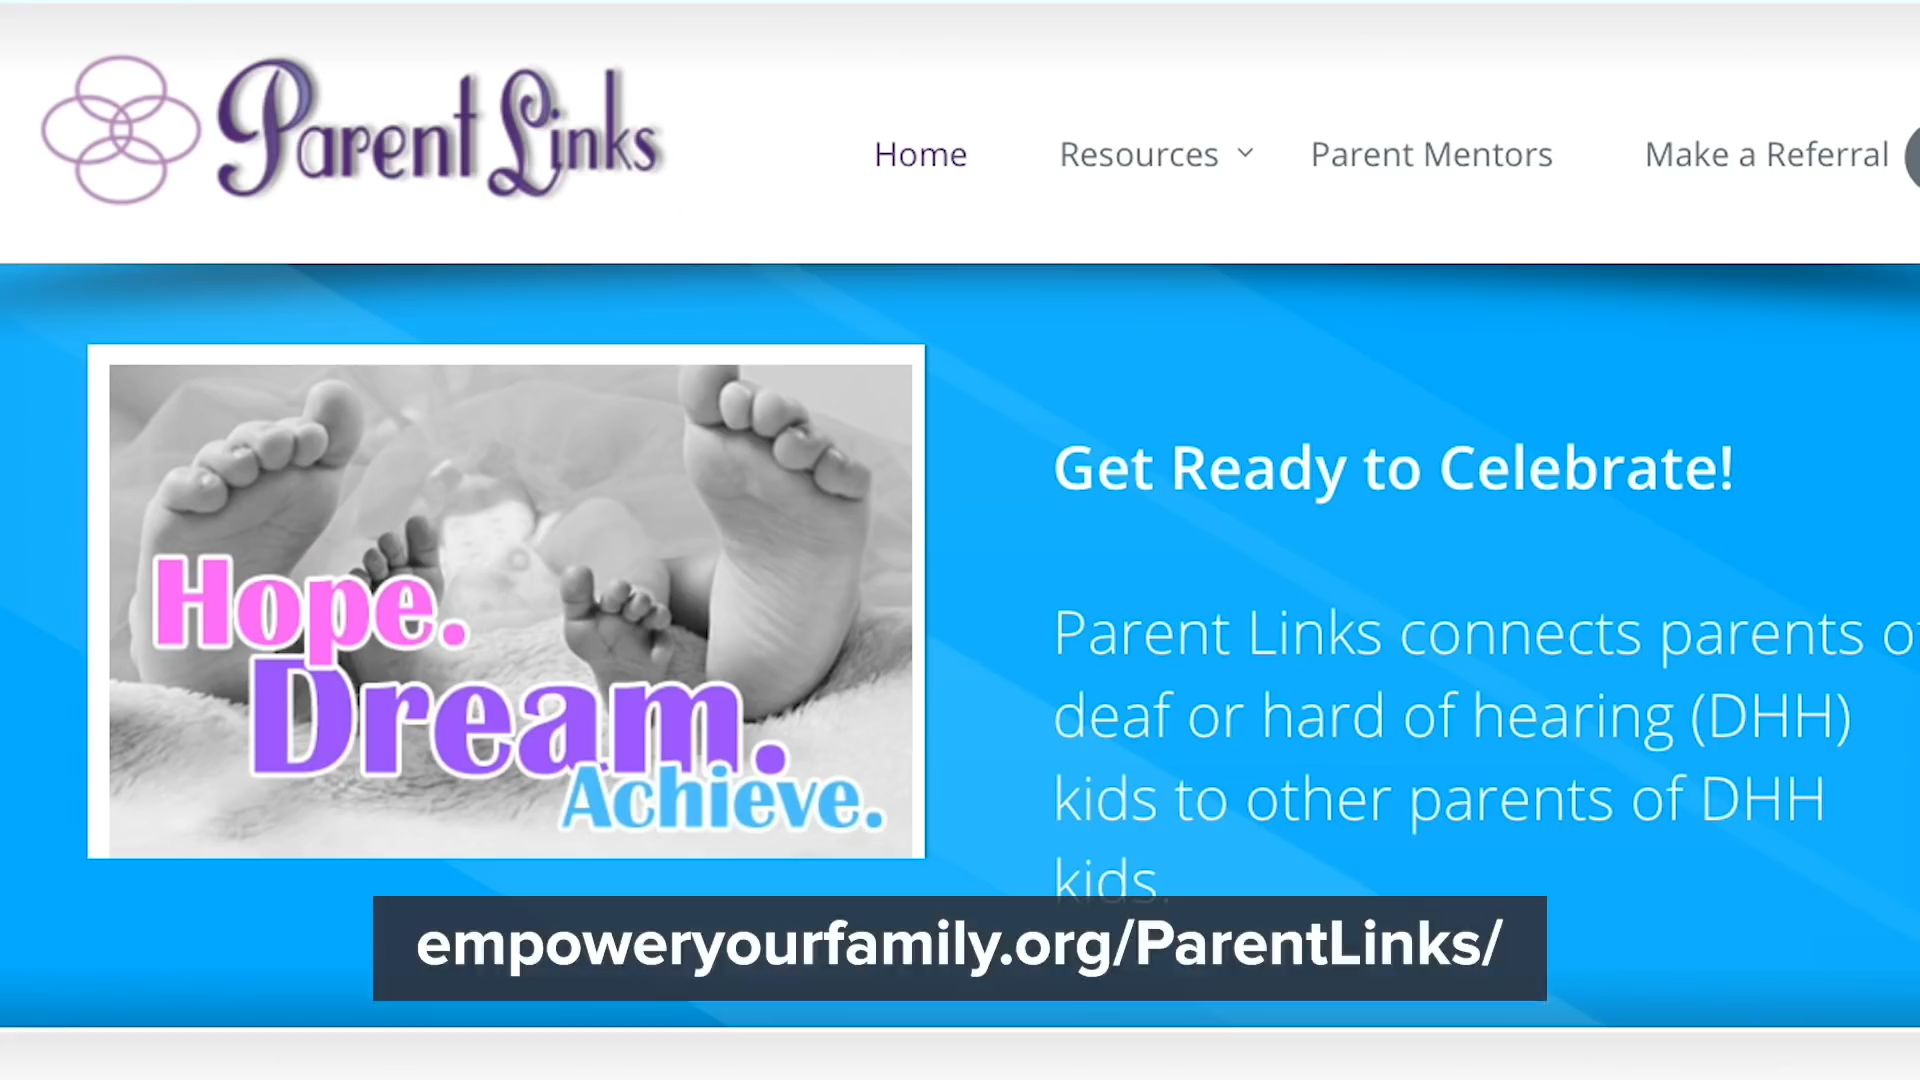 Parent Links
Home
Resources
Parent Mentors
Make a Referral
Hope.
Dream.
Achieve.
Get Ready to Celebrate!
Parent Links connects parents of
deaf or hard of hearing (DHH)
kids to other parents of DHH
kids.
empoweryourfamily.org/ParentLinks/